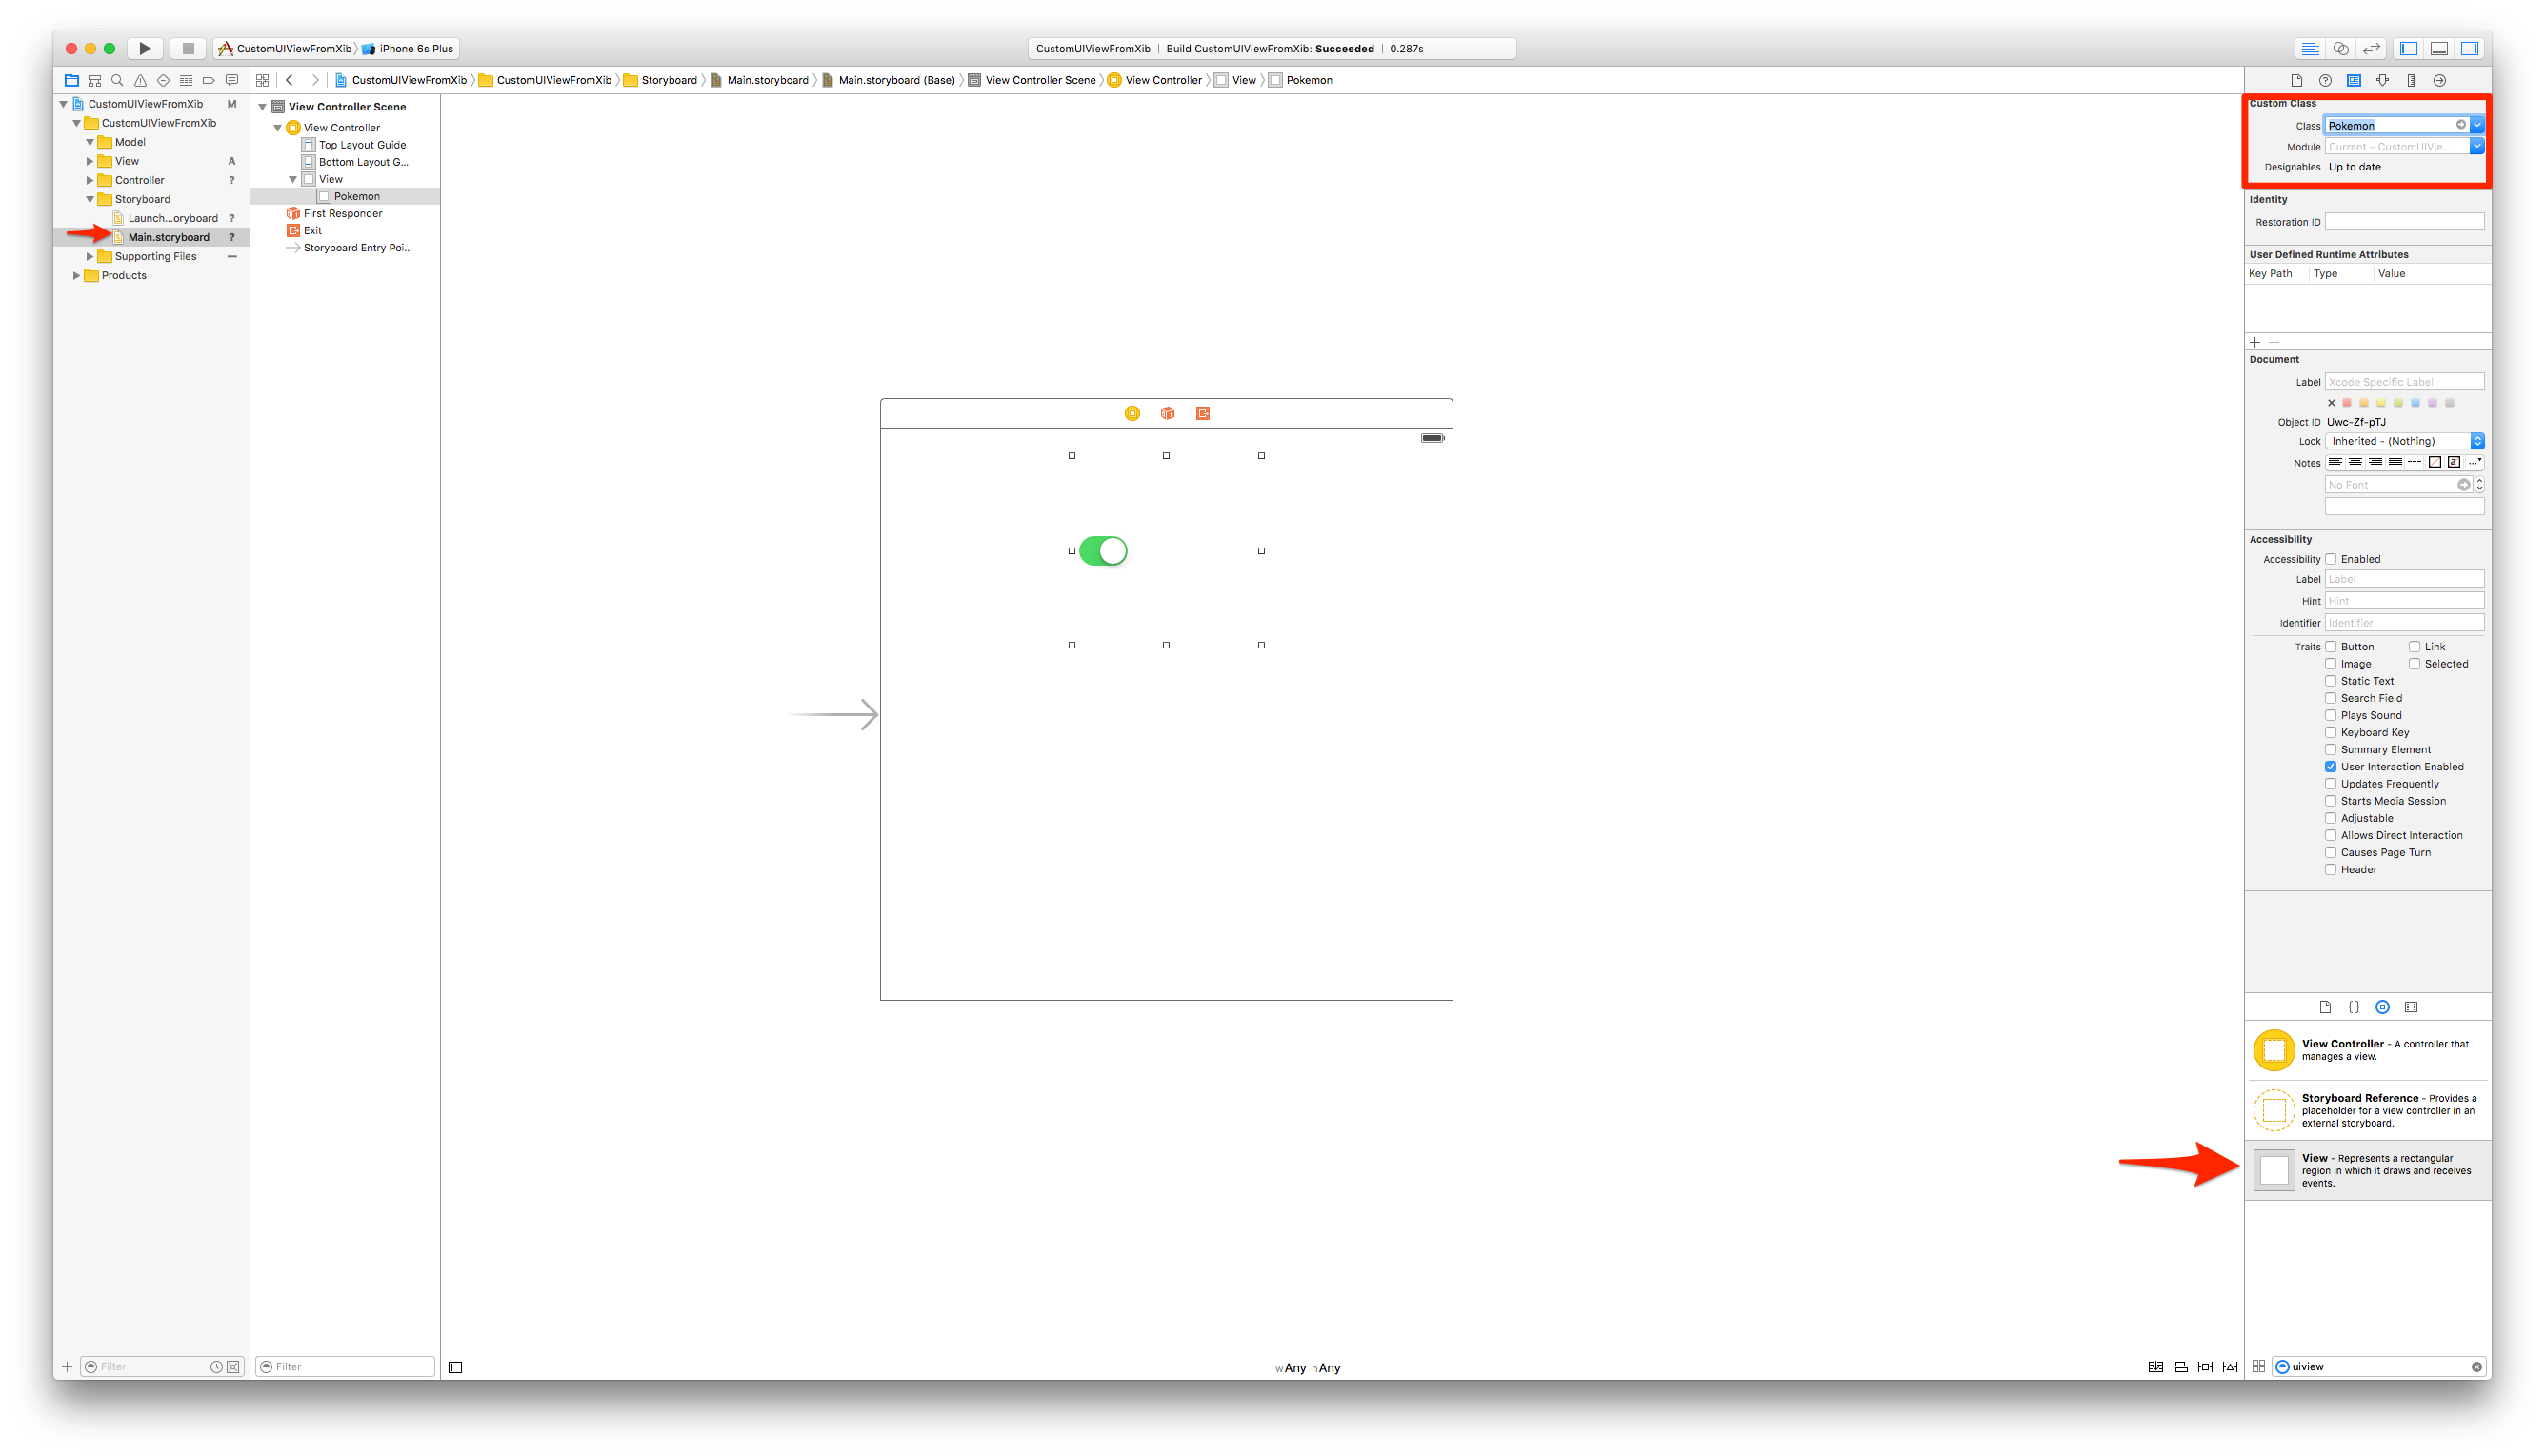 CustomUIViewFromXib iPhone 6s Plus
CustomUIViewFromXib | Build CustomUIViewFromXib: Succeeded | 0.287s
CustomUIViewFromXib CustomUIViewFromXib Storyboard Main.storyboard Main.storyboard (Base) View Controller Scene View Controller View Pokemon
CustomUIViewFromXib M
CustomUIViewFromXib
Model
View A
Controller ?
Storyboard
Launch...oryboard ?
Main.storyboard ?
Supporting Files
Products
Filter
View Controller Scene
View Controller
Top Layout Guide
Bottom Layout G...
View
Pokemon
First Responder
Exit
Storyboard Entry Poi...
Filter
w Any h Any
Custom Class
Class Pokemon
Module Current – CustomUIVie...
Designables Up to date
Identity
Restoration ID
User Defined Runtime Attributes
Key Path Type Value
Document
Label Xcode Specific Label
Object ID Uwc-Zf-pTJ
Lock Inherited - (Nothing)
Notes
No Font
Accessibility
Accessibility Enabled
Label Label
Hint Hint
Identifier Identifier
Traits Button Link
Image Selected
Static Text
Search Field
Plays Sound
Keyboard Key
Summary Element
User Interaction Enabled
Updates Frequently
Starts Media Session
Adjustable
Allows Direct Interaction
Causes Page Turn
Header
View Controller - A controller that
manages a view.
Storyboard Reference - Provides a
placeholder for a view controller in an
external storyboard.
View - Represents a rectangular
region in which it draws and receives
events.
uiview